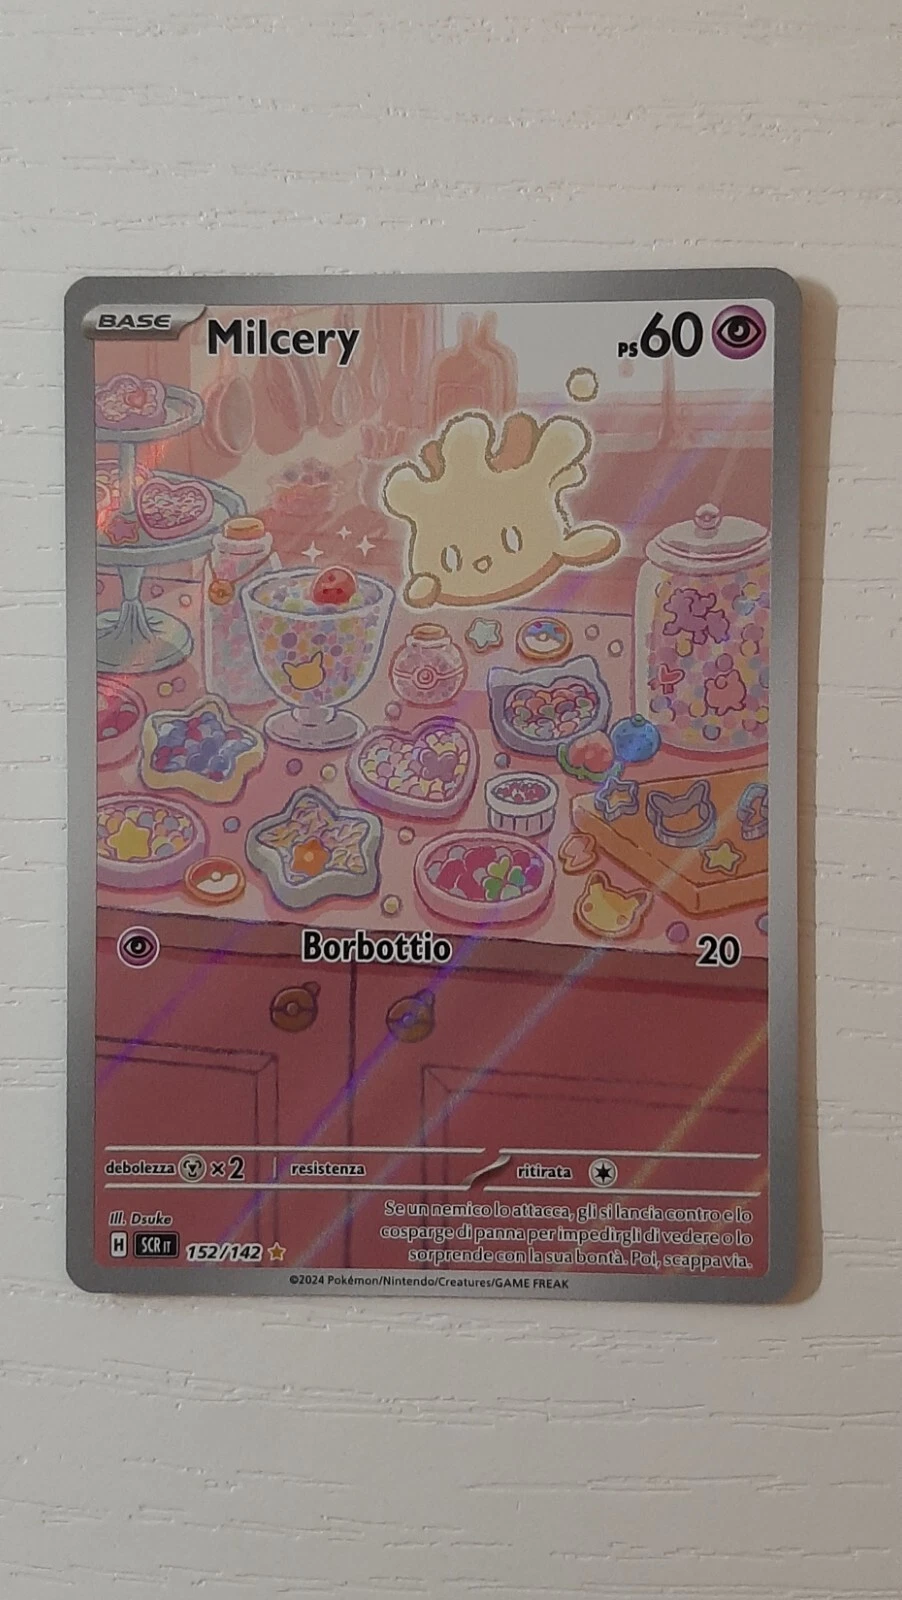 BASE
Milcery
PS 60
Borbottio 20
debolezza ×2 resistenza ritirata
Se un nemico lo attacca, gli si lancia contro e lo
cosparge di panna per impedirgli di vedere o lo
sorprende con la sua bontà. Poi, scappa via.
Ill. Dsuke
H SCR IT 152/142
©2024 Pokémon/Nintendo/Creatures/GAME FREAK